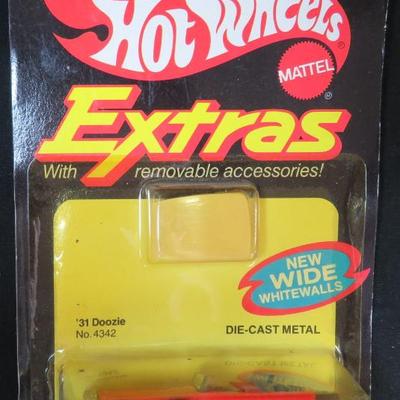 Hot Wheels
MATTEL
Extras
With removable accessories!
NEW
WIDE
WHITEWALLS
'31 Doozie
No. 4342
DIE-CAST METAL